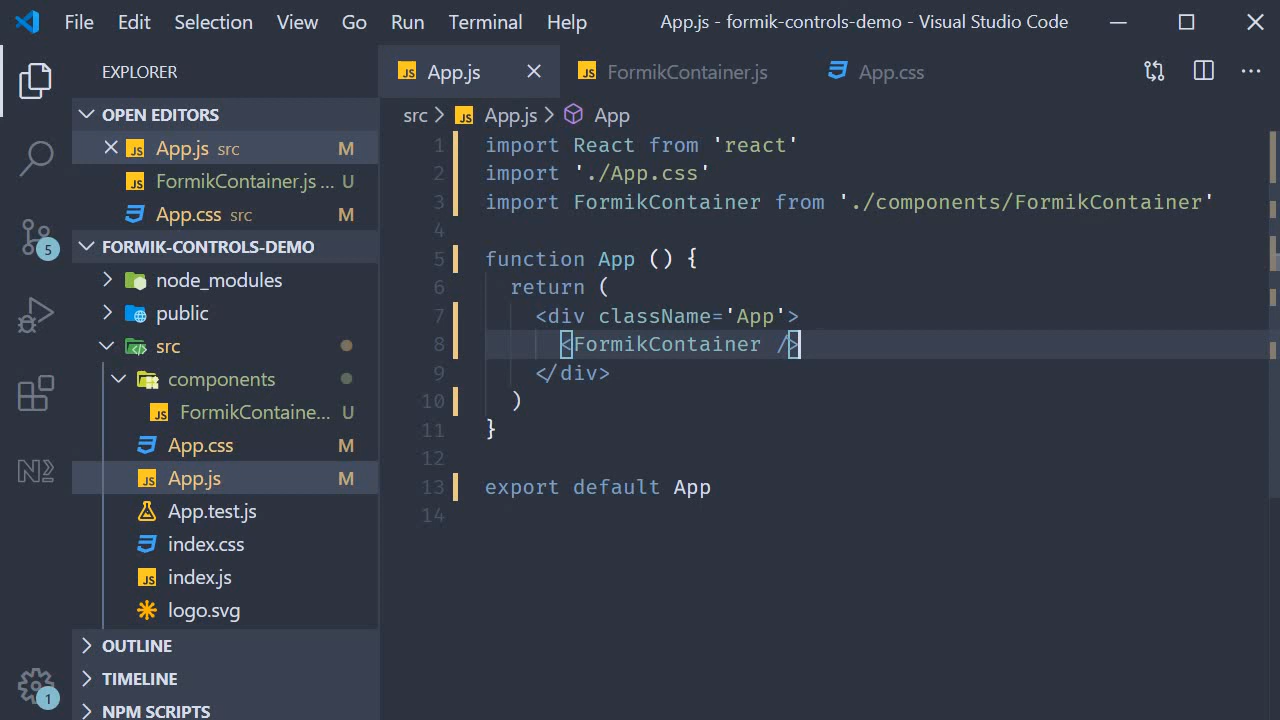 File Edit Selection View Go Run Terminal Help App.js - formik-controls-demo - Visual Studio Code
EXPLORER
OPEN EDITORS
App.js src M
FormikContainer.js ... U
App.css src M
FORMIK-CONTROLS-DEMO
node_modules
public
src
components
FormikContaine... U
App.css M
App.js M
App.test.js
index.css
index.js
logo.svg
OUTLINE
TIMELINE
NPM SCRIPTS
5
1
App.js FormikContainer.js App.css
src > App.js > App
1 import React from 'react'
2 import './App.css'
3 import FormikContainer from './components/FormikContainer'
4
5 function App () {
6 return (
7 <div className='App'>
8 <FormikContainer />
9 </div>
10 )
11 }
12
13 export default App
14